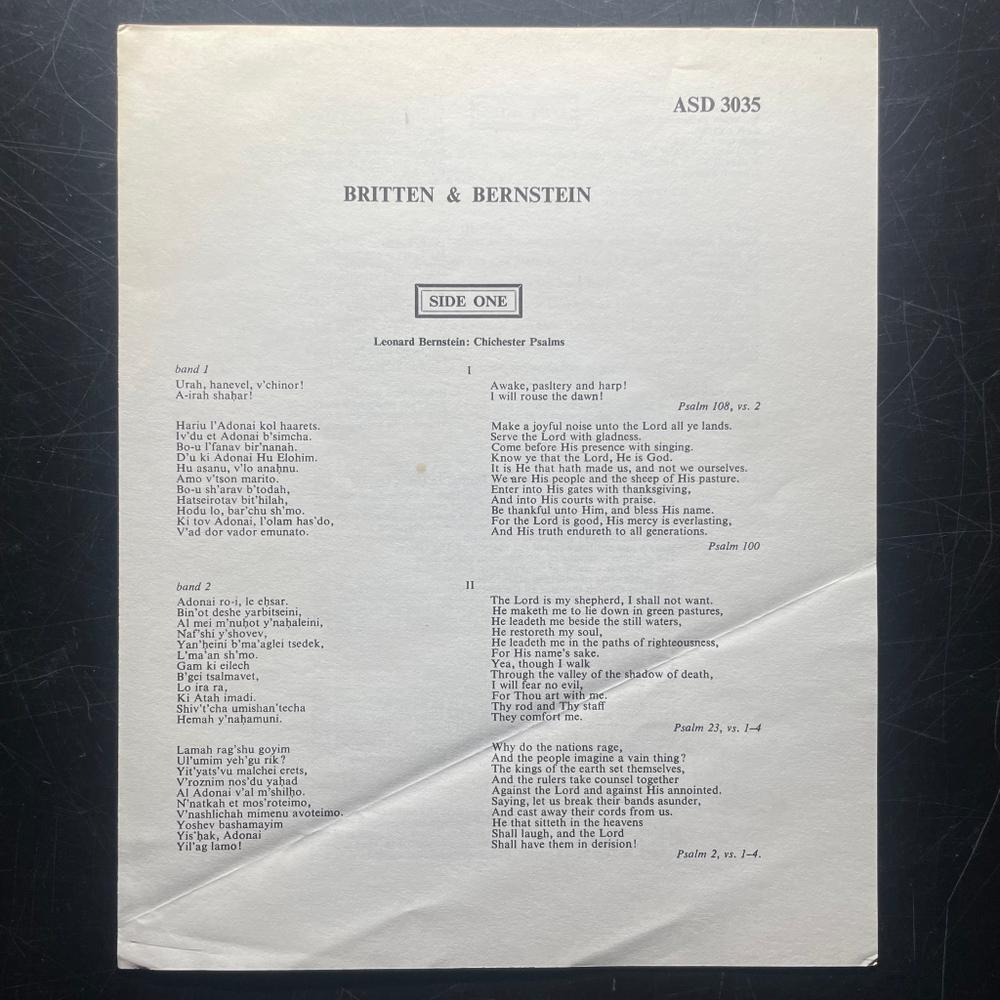 ASD 3035
BRITTEN & BERNSTEIN
SIDE ONE
Leonard Bernstein: Chichester Psalms
band 1
I
Urah, hanevel, v'chinor!
A-irah shaḥar!
Awake, pasltery and harp!
I will rouse the dawn!
Psalm 108, vs. 2
Hariu l'Adonai kol haarets.
Iv'du et Adonai b'simcha.
Bo-u l'fanav bir'nanah.
D'u ki Adonai Hu Elohim.
Hu asanu, v'lo anaḥnu.
Amo v'tson marito.
Bo-u sh'arav b'todah,
Hatseirotav bit'hilah,
Hodu lo, bar'chu sh'mo.
Ki tov Adonai, l'olam has'do,
V'ad dor vador emunato.
Make a joyful noise unto the Lord all ye lands.
Serve the Lord with gladness.
Come before His presence with singing.
Know ye that the Lord, He is God.
It is He that hath made us, and not we ourselves.
We are His people and the sheep of His pasture.
Enter into His gates with thanksgiving,
And into His courts with praise.
Be thankful unto Him, and bless His name.
For the Lord is good, His mercy is everlasting,
And His truth endureth to all generations.
Psalm 100
band 2
II
Adonai ro-i, le eḥsar.
Bin'ot deshe yarbitseini,
Al mei m'nuḥot y'naḥaleini,
Naf'shi y'shovev,
Yan'ḥeini b'ma'aglei tsedek,
L'ma'an sh'mo.
Gam ki eilech
B'gei tsalmavet,
Lo ira ra,
Ki Atah imadi.
Shiv't'cha umishan'techa
Hemah y'naḥamuni.
The Lord is my shepherd, I shall not want.
He maketh me to lie down in green pastures,
He leadeth me beside the still waters,
He restoreth my soul,
He leadeth me in the paths of righteousness,
For His name's sake.
Yea, though I walk
Through the valley of the shadow of death,
I will fear no evil,
For Thou art with me.
Thy rod and Thy staff
They comfort me.
Psalm 23, vs. 1–4
Lamah rag'shu goyim
Ul'umim yeh'gu rik?
Yit'yats'vu malchei erets,
V'roznim nos'du yaḥad
Al Adonai v'al m'shiḥo.
N'natkah et mos'roteimo,
V'nashlichah mimenu avoteimo.
Yoshev bashamayim
Yis'ḥak, Adonai
Yil'ag lamo!
Why do the nations rage,
And the people imagine a vain thing?
The kings of the earth set themselves,
And the rulers take counsel together
Against the Lord and against His annointed.
Saying, let us break their bands asunder,
And cast away their cords from us.
He that sitteth in the heavens
Shall laugh, and the Lord
Shall have them in derision!
Psalm 2, vs. 1–4.